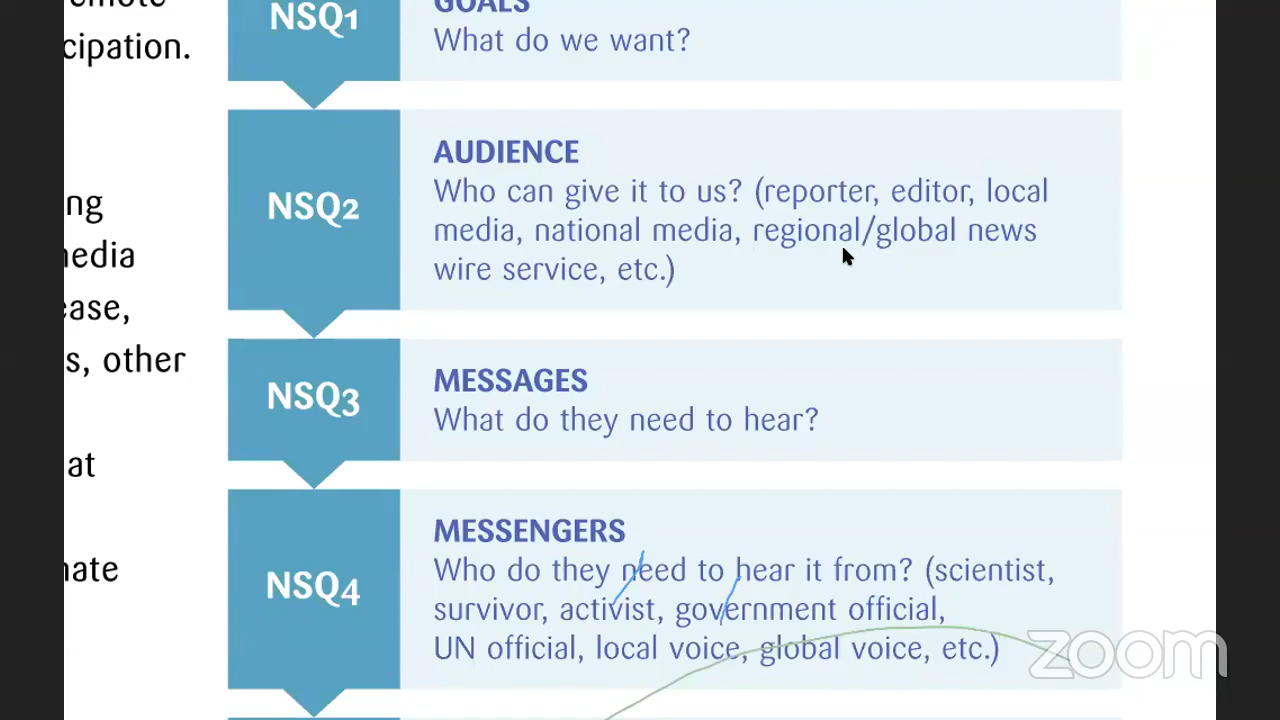 emote
cipation.
ng
edia
ease,
s, other
at
ate
NSQ1
GOALS
What do we want?
NSQ2
AUDIENCE
Who can give it to us? (reporter, editor, local
media, national media, regional/global news
wire service, etc.)
NSQ3
MESSAGES
What do they need to hear?
NSQ4
MESSENGERS
Who do they need to hear it from? (scientist,
survivor, activist, government official,
UN official, local voice, global voice, etc.)
zoom